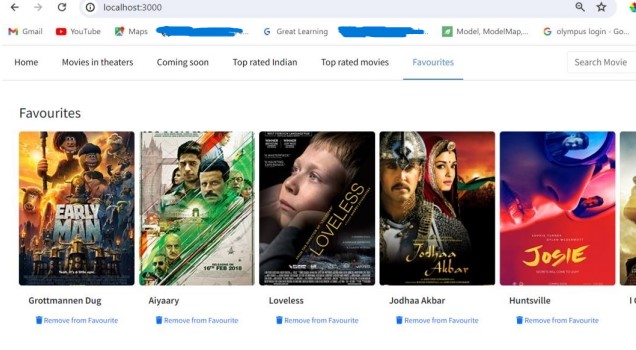 localhost:3000
Gmail YouTube Maps Great Learning Model, ModelMap,... olympus login - Go...
Home Movies in theaters Coming soon Top rated Indian Top rated movies Favourites Search Movie
Favourites
EARLY
MAN
16TH FEB 2018
LOVELESS
Jodhaa
Akbar
JOSIE
Grottmannen Dug Aiyaary Loveless Jodhaa Akbar Huntsville
Remove from Favourite Remove from Favourite Remove from Favourite Remove from Favourite Remove from Favourite